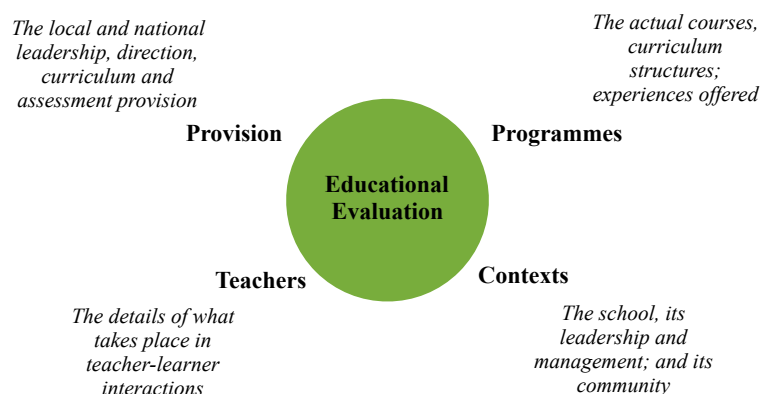 The local and national
leadership, direction,
curriculum and
assessment provision
Provision
The actual courses,
curriculum
structures;
experiences offered
Programmes
Educational
Evaluation
Teachers
The details of what
takes place in
teacher-learner
interactions
Contexts
The school, its
leadership and
management; and its
community